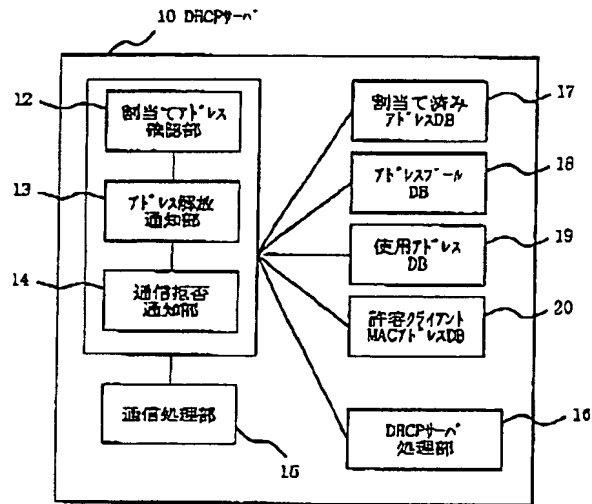 10 DHCPサーバ
12
割当てアドレス
確認部
13
アドレス解放
通知部
14
通信拒否
通知部
通信処理部
15
割当て済み
アドレスDB
17
アドレスプール
DB
18
使用アドレス
DB
19
許容クライアント
MACアドレスDB
20
DHCPサーバ
処理部
16